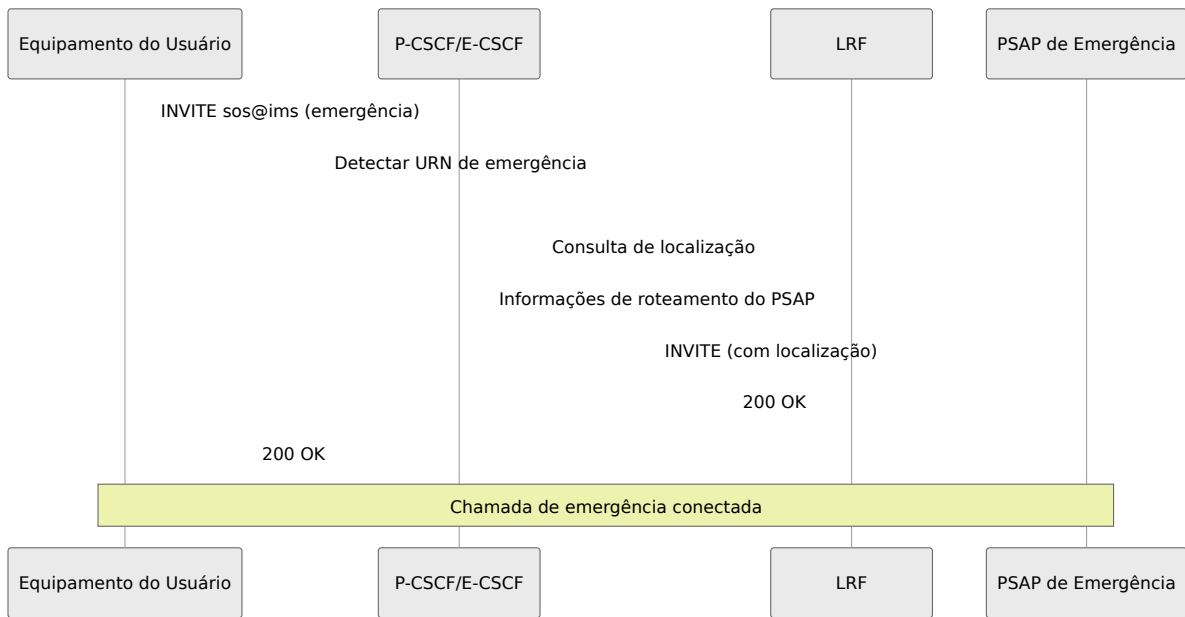 Equipamento do Usuário
P-CSCF/E-CSCF
LRF
PSAP de Emergência
INVITE sos@ims (emergência)
Detectar URN de emergência
Consulta de localização
Informações de roteamento do PSAP
INVITE (com localização)
200 OK
200 OK
Chamada de emergência conectada
Equipamento do Usuário
P-CSCF/E-CSCF
LRF
PSAP de Emergência